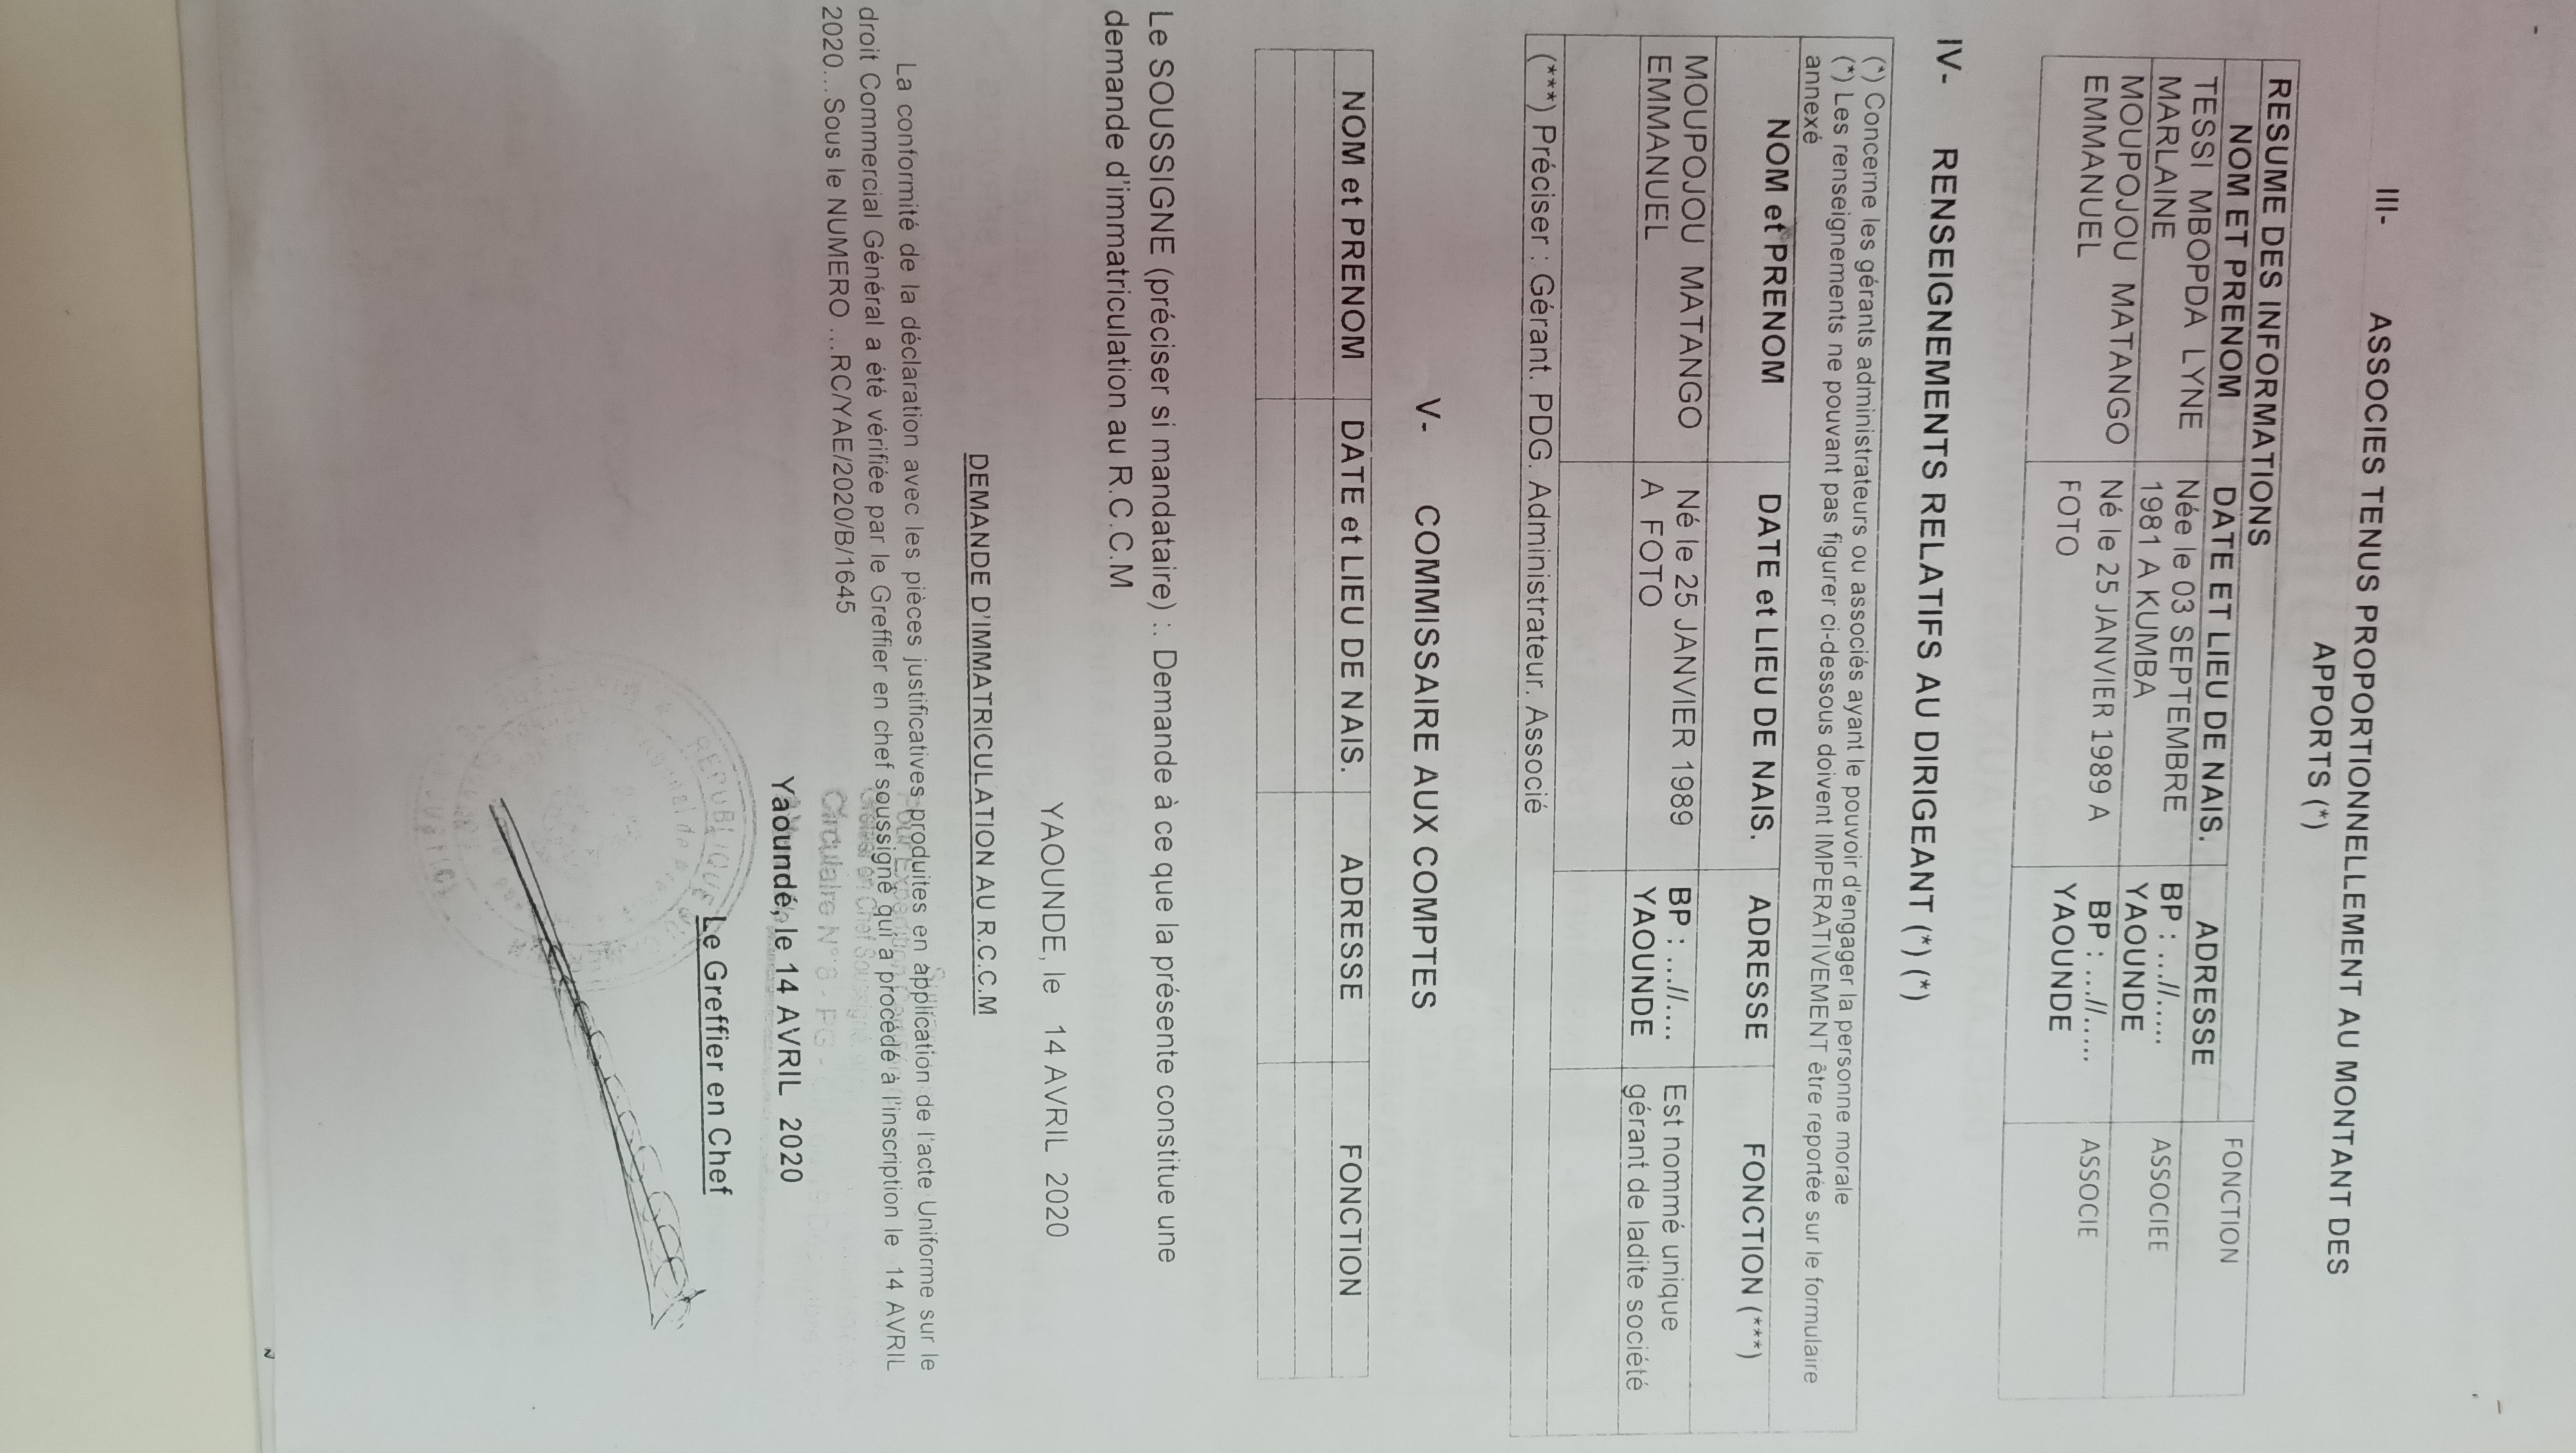 III- ASSOCIES TENUS PROPORTIONNELLEMENT AU MONTANT DES
APPORTS (*)
RESUME DES INFORMATIONS
NOM ET PRENOM DATE ET LIEU DE NAIS. ADRESSE FONCTION
TESSI MBOPDA LYNE Née le 03 SEPTEMBRE BP : ...//..... ASSOCIEE
MARLAINE 1981 A KUMBA YAOUNDE
MOUPOJOU MATANGO Né le 25 JANVIER 1989 A BP : ...//..... ASSOCIE
EMMANUEL FOTO YAOUNDE
IV- RENSEIGNEMENTS RELATIFS AU DIRIGEANT (*) (*)
(*) Concerne les gérants administrateurs ou associés ayant le pouvoir d'engager la personne morale
(*) Les renseignements ne pouvant pas figurer ci-dessous doivent IMPERATIVEMENT être reportée sur le formulaire
annexé
NOM et PRENOM DATE et LIEU DE NAIS. ADRESSE FONCTION (***)
MOUPOJOU MATANGO Né le 25 JANVIER 1989 BP : ...//.... Est nommé unique
EMMANUEL A FOTO YAOUNDE gérant de ladite société
(***) Préciser : Gérant. PDG. Administrateur. Associé
V- COMMISSAIRE AUX COMPTES
NOM et PRENOM DATE et LIEU DE NAIS. ADRESSE FONCTION
Le SOUSSIGNE (préciser si mandataire) :. Demande à ce que la présente constitue une
demande d'immatriculation au R.C.C.M
YAOUNDE, le 14 AVRIL 2020
DEMANDE D'IMMATRICULATION AU R.C.C.M
La conformité de la déclaration avec les pièces justificatives produites en application de l'acte Uniforme sur le
droit Commercial Général a été vérifiée par le Greffier en chef soussigné qui a procédé à l'inscription le 14 AVRIL
2020...Sous le NUMERO ...RC/YAE/2020/B/1645
Circulaire N° 8 - PG -
Yaoundé, le 14 AVRIL 2020
Le Greffier en Chef
REPUBLIQUE